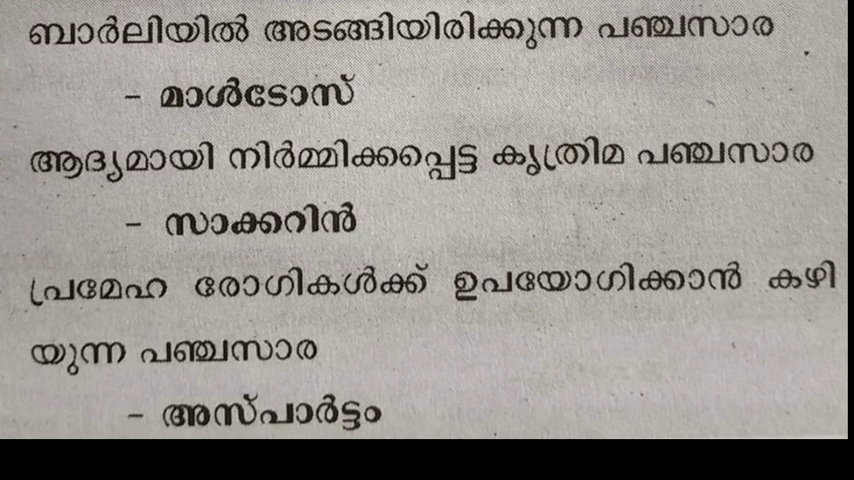 ബാർലിയിൽ അടങ്ങിയിരിക്കുന്ന പഞ്ചസാര
- മാൾടോസ്
ആദ്യമായി നിർമ്മിക്കപ്പെട്ട കൃത്രിമ പഞ്ചസാര
- സാക്കറിൻ
പ്രമേഹ രോഗികൾക്ക് ഉപയോഗിക്കാൻ കഴി
യുന്ന പഞ്ചസാര
- അസ്പാർട്ടം